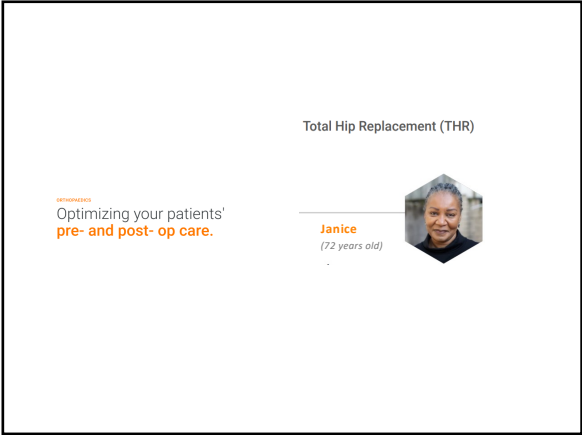 ORTHOPAEDICS
Optimizing your patients'
pre- and post- op care.
Total Hip Replacement (THR)
Janice
(72 years old)